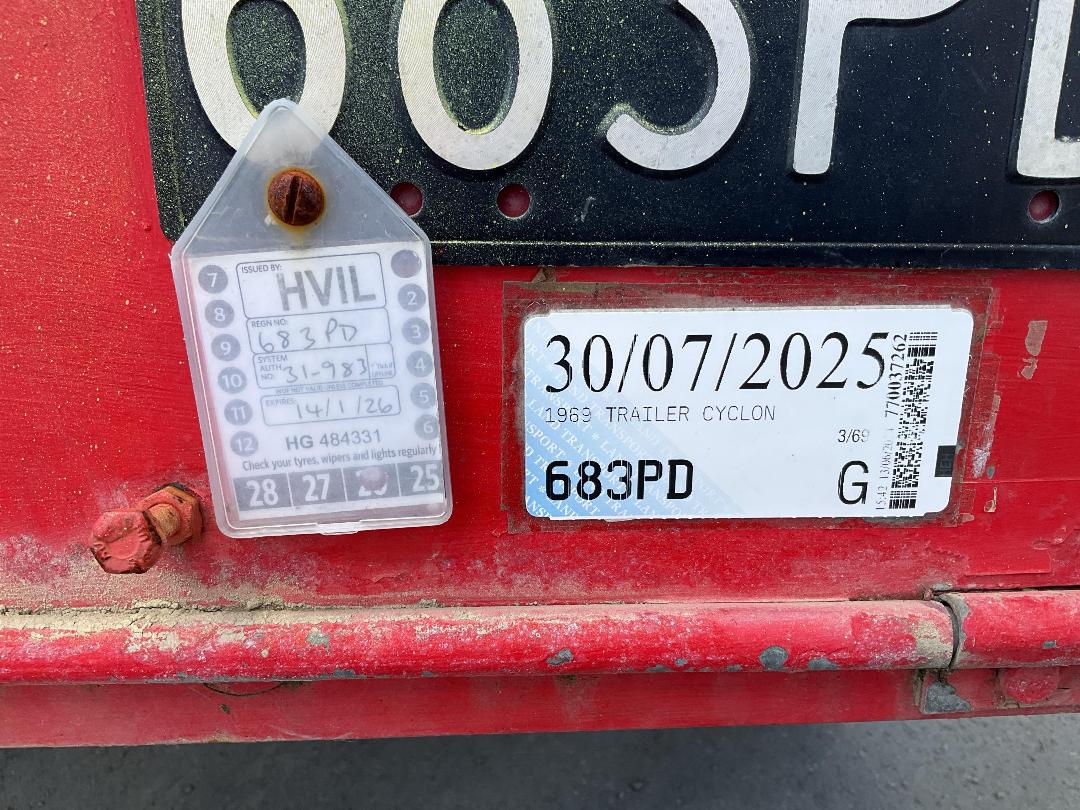 683PD
7
8
9
10
11
12
ISSUED BY:
HVIL
REGN NO:
683PD
SYSTEM
AUTH
NO:
31-983
WOF NOT VALID UNLESS COMPLETED
EXPIRES:
14/1/26
HG 484331
Check your tyres, wipers and lights regularly
2
3
4
5
6
28 27 25
30/07/2025
1969 TRAILER CYCLON
3/69
683PD
G
770037262